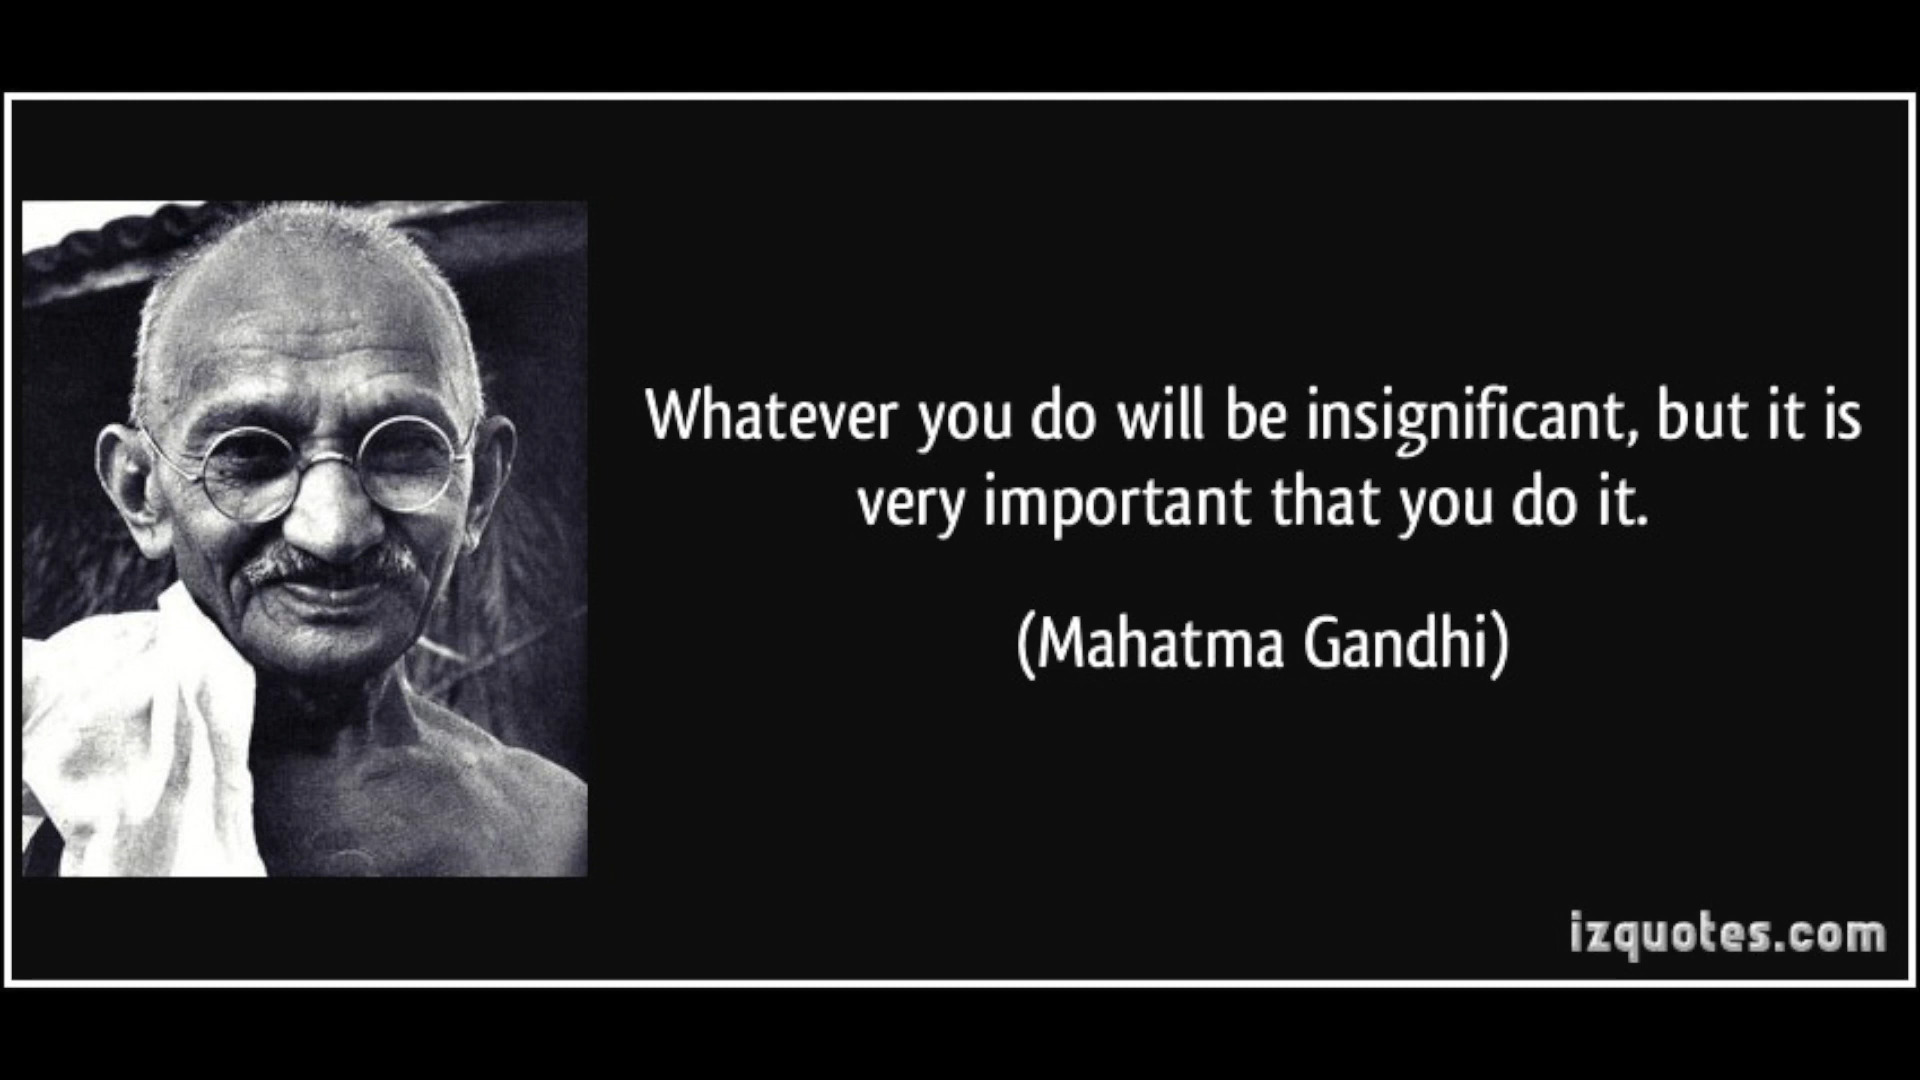 Whatever you do will be insignificant, but it is
very important that you do it.
(Mahatma Gandhi)
izquotes.com